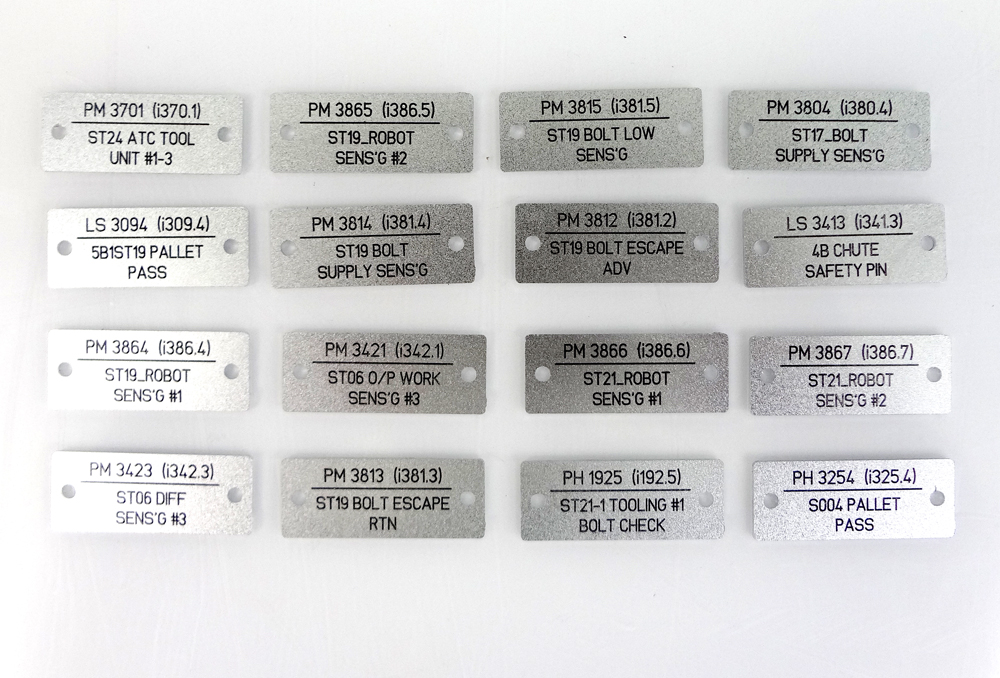 PM 3701 (i370.1)
ST24 ATC TOOL
UNIT #1-3
PM 3865 (i386.5)
ST19_ROBOT
SENS'G #2
PM 3815 (i381.5)
ST19 BOLT LOW
SENS'G
PM 3804 (i380.4)
ST17_BOLT
SUPPLY SENS'G
LS 3094 (i309.4)
5B1ST19 PALLET
PASS
PM 3814 (i381.4)
ST19 BOLT
SUPPLY SENS'G
PM 3812 (i381.2)
ST19 BOLT ESCAPE
ADV
LS 3413 (i341.3)
4B CHUTE
SAFETY PIN
PM 3864 (i386.4)
ST19_ROBOT
SENS'G #1
PM 3421 (i342.1)
ST06 O/P WORK
SENS'G #3
PM 3866 (i386.6)
ST21_ROBOT
SENS'G #1
PM 3867 (i386.7)
ST21_ROBOT
SENS'G #2
PM 3423 (i342.3)
ST06 DIFF
SENS'G #3
PM 3813 (i381.3)
ST19 BOLT ESCAPE
RTN
PH 1925 (i192.5)
ST21-1 TOOLING #1
BOLT CHECK
PH 3254 (i325.4)
S004 PALLET
PASS